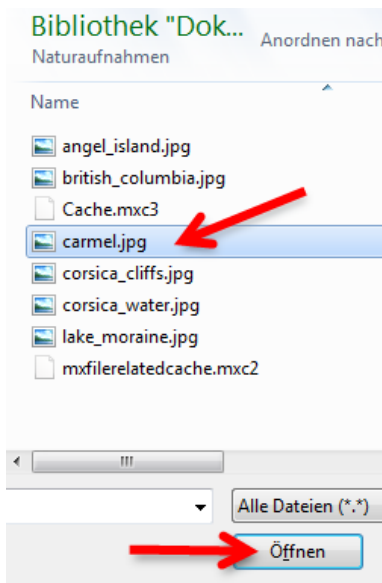 Bibliothek "Dok...
Anordnen nach
Naturaufnahmen
Name
angel_island.jpg
british_columbia.jpg
Cache.mxc3
carmel.jpg
corsica_cliffs.jpg
corsica_water.jpg
lake_moraine.jpg
mxfilerelatedcache.mxc2
Alle Dateien (*.*)
Öffnen